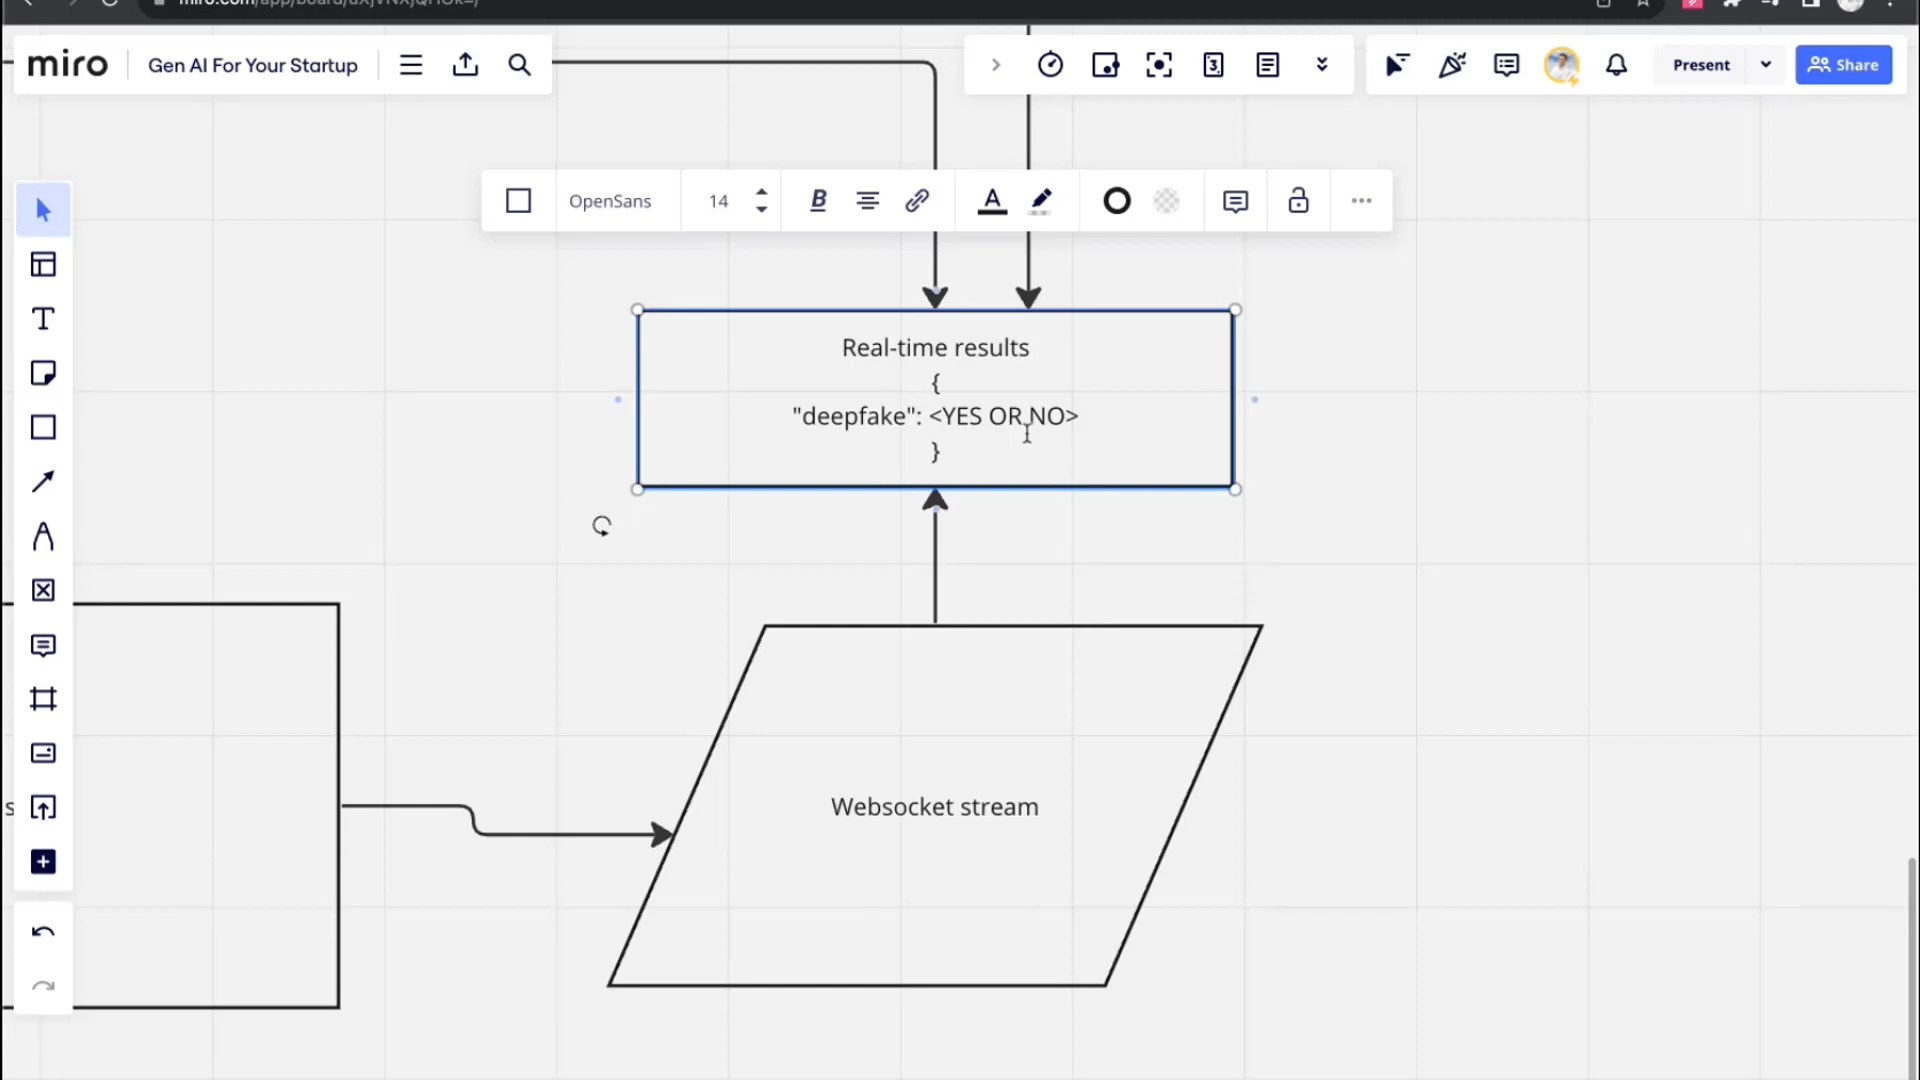 miro
Gen AI For Your Startup
Present
Share
OpenSans
14
B
A
Real-time results
{
"deepfake": <YES OR NO>
}
Websocket stream